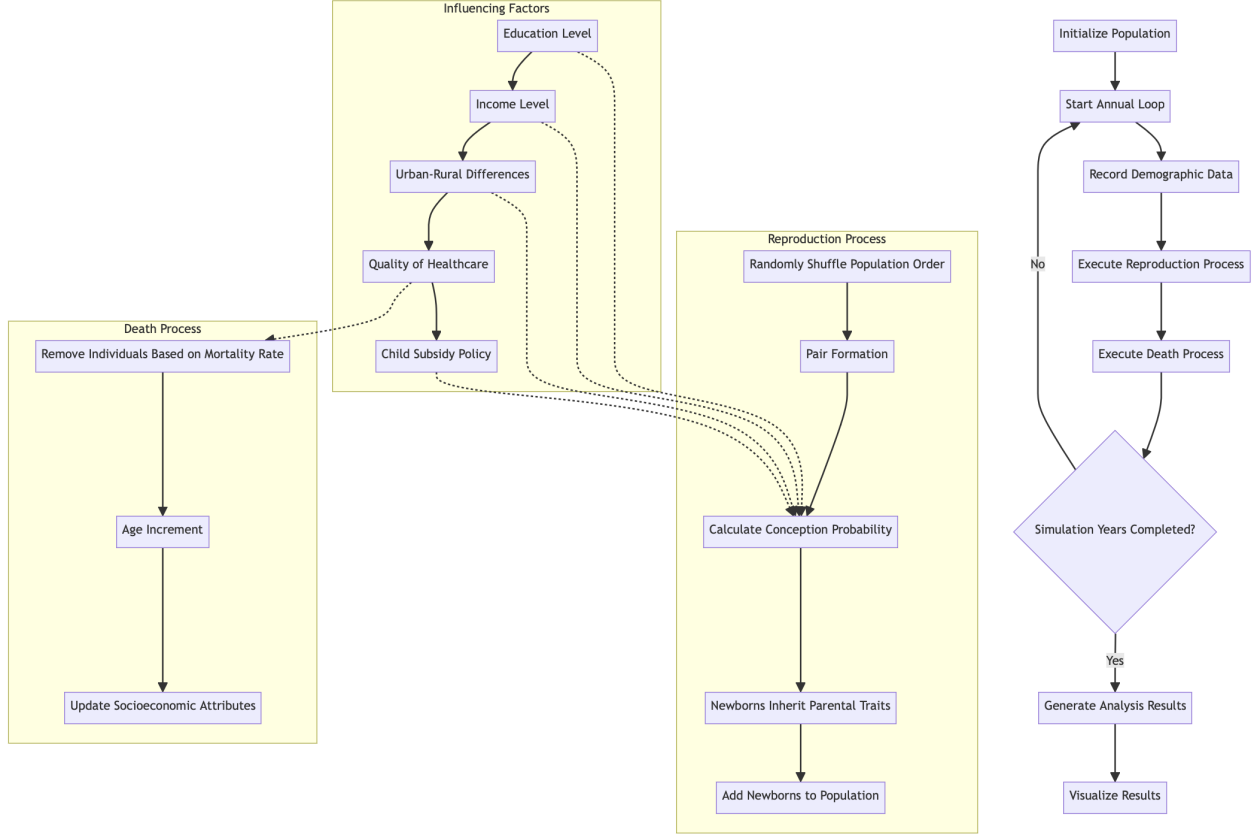 Influencing Factors
Education Level
Income Level
Urban-Rural Differences
Quality of Healthcare
Child Subsidy Policy
Death Process
Remove Individuals Based on Mortality Rate
Age Increment
Update Socioeconomic Attributes
Reproduction Process
Randomly Shuffle Population Order
Pair Formation
Calculate Conception Probability
Newborns Inherit Parental Traits
Add Newborns to Population
Initialize Population
Start Annual Loop
Record Demographic Data
No
Execute Reproduction Process
Execute Death Process
Simulation Years Completed?
Yes
Generate Analysis Results
Visualize Results